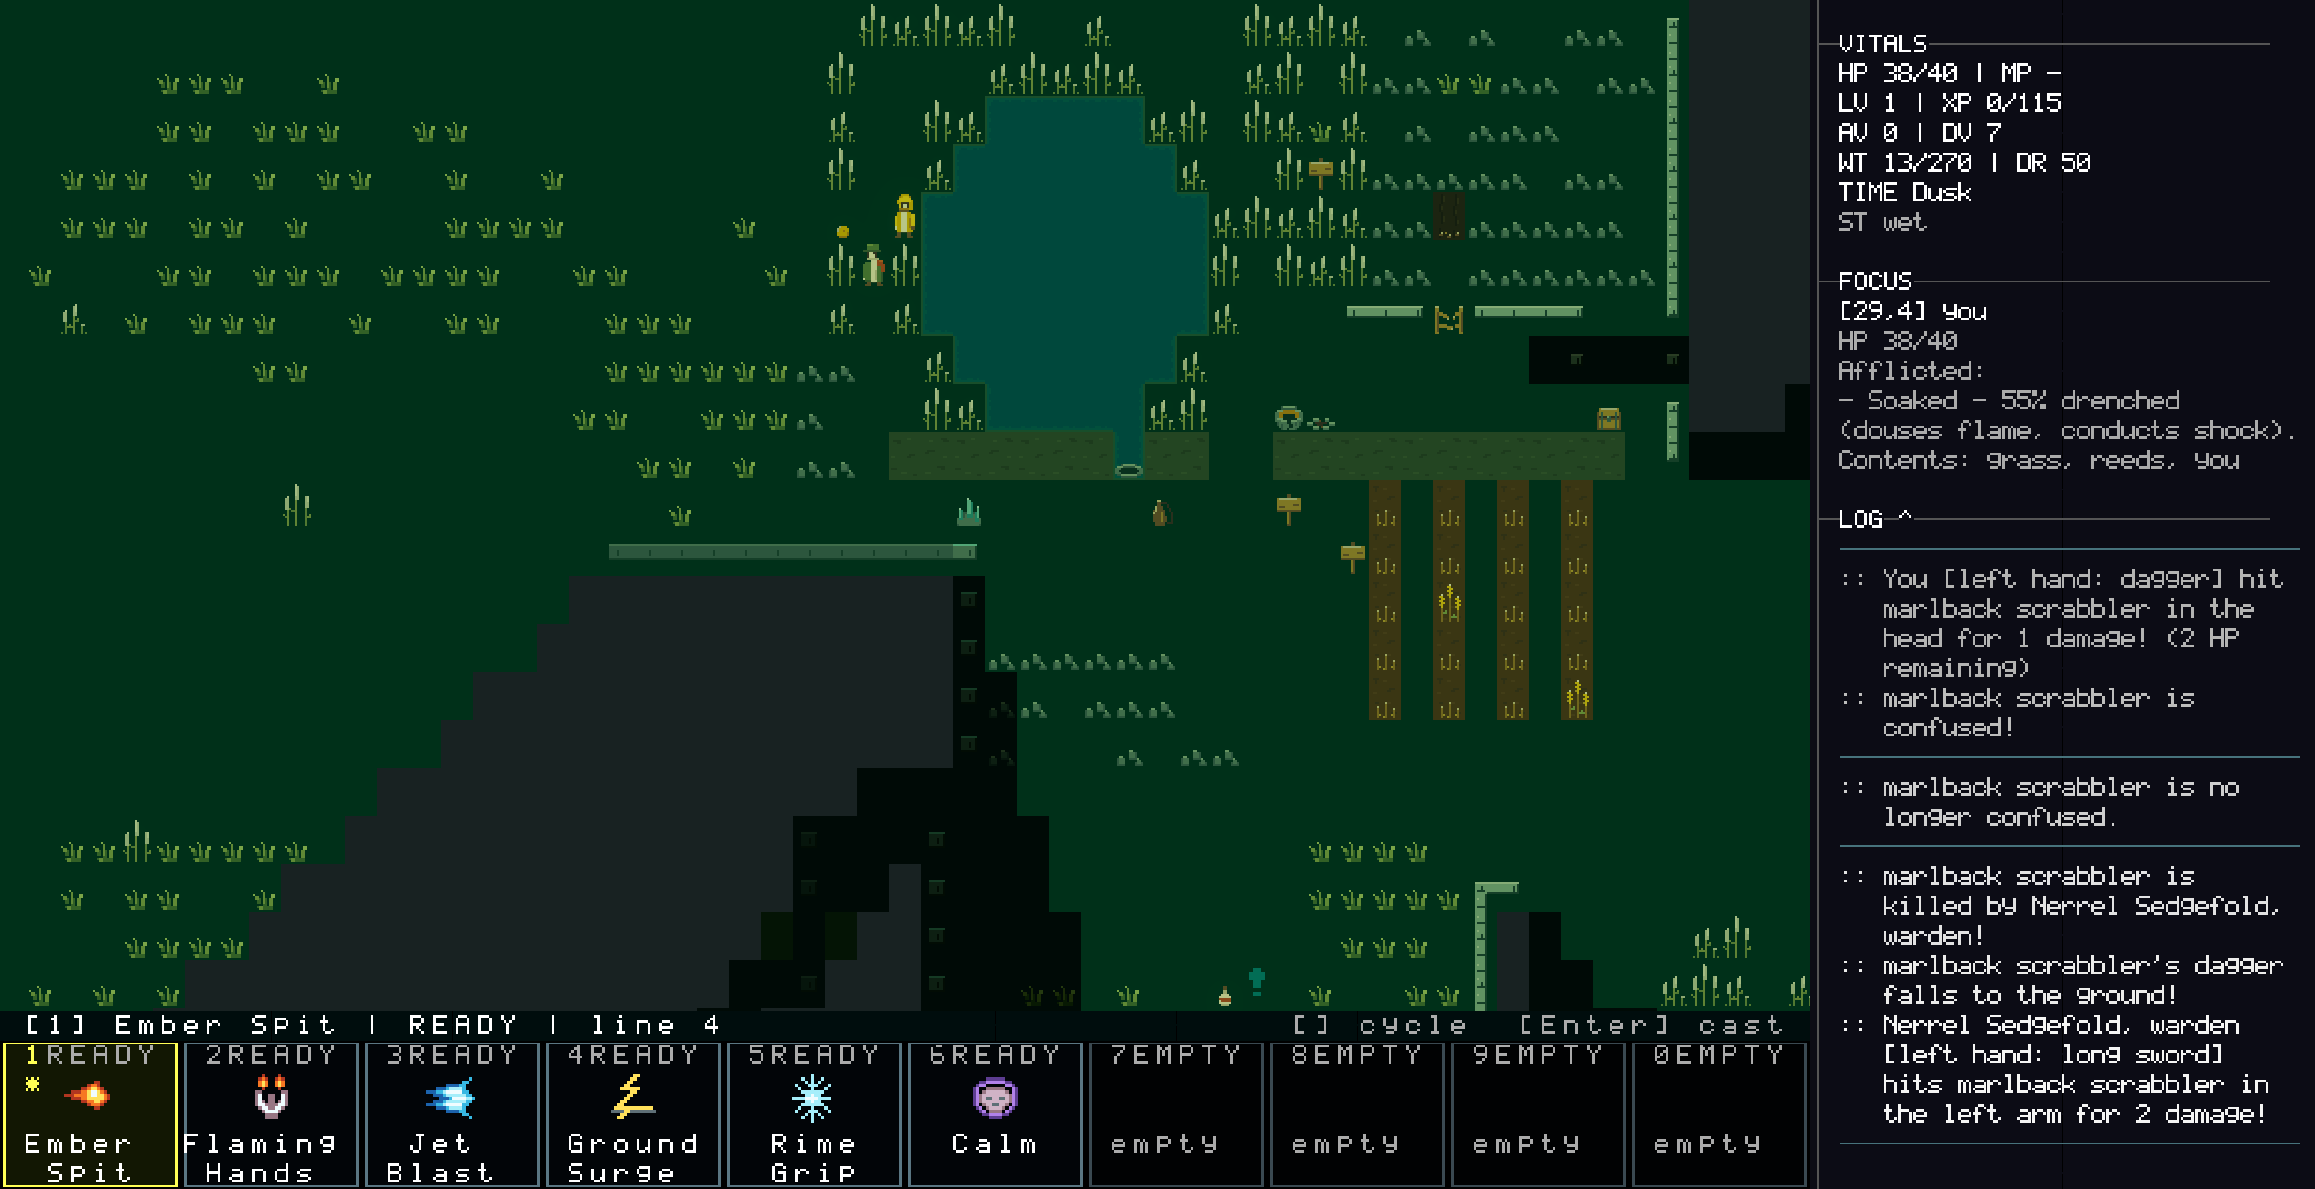 VITALS
HP 38/40 | MP -
LV 1 | XP 0/115
AV 0 | DV 7
WT 13/270 | DR 50
TIME Dusk
ST wet
FOCUS
[29,4] You
HP 38/40
Afflicted:
- Soaked - 55% drenched
(douses flame, conducts shock).
Contents: grass, reeds, you
LOG ^
:: You [left hand: dagger] hit
marlback scrabbler in the
head for 1 damage! (2 HP
remaining)
:: marlback scrabbler is
confused!
:: marlback scrabbler is no
longer confused.
:: marlback scrabbler is
killed by Nerrel Sedgefold,
warden!
:: marlback scrabbler's dagger
falls to the ground!
:: Nerrel Sedgefold, warden
[left hand: long sword]
hits marlback scrabbler in
the left arm for 2 damage!
[1] Ember Spit | READY | line 4
[] cycle [Enter] cast
1READY
Ember
Spit
2READY
Flaming
Hands
3READY
Jet
Blast
4READY
Ground
Surge
5READY
Rime
Grip
6READY
Calm
7EMPTY
empty
8EMPTY
empty
9EMPTY
empty
0EMPTY
empty